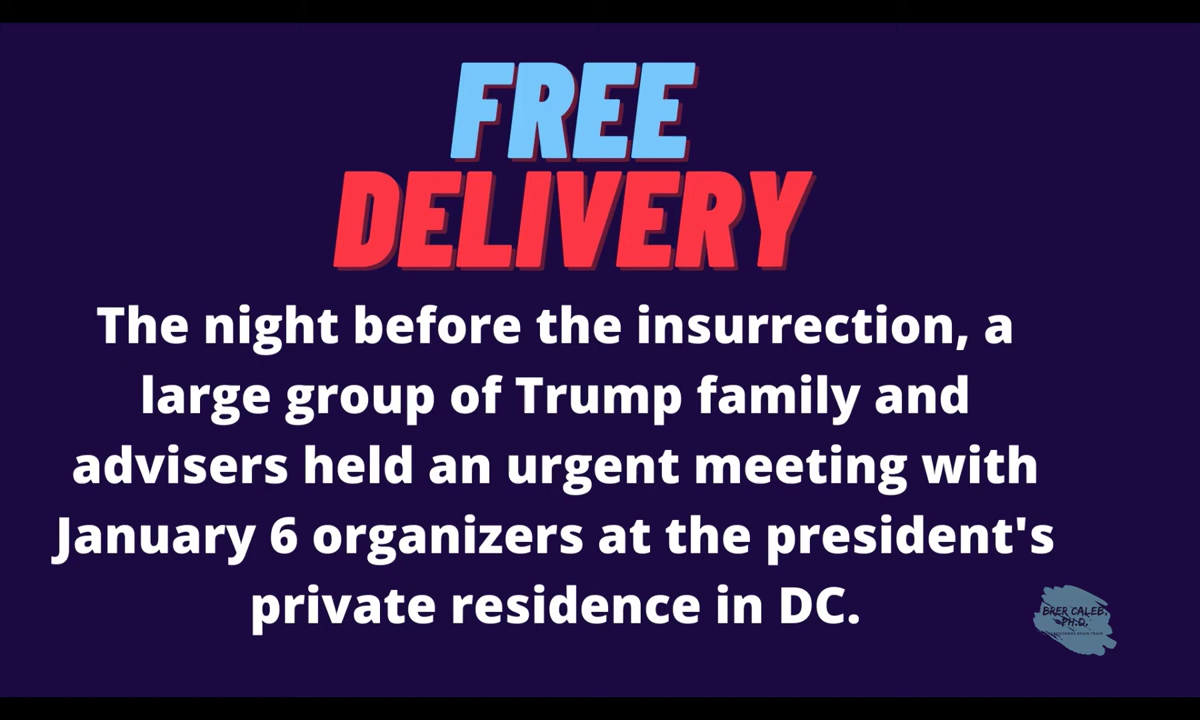 FREE
DELIVERY
The night before the insurrection, a
large group of Trump family and
advisers held an urgent meeting with
January 6 organizers at the president's
private residence in DC.
BRER CALEB,
PH.D.